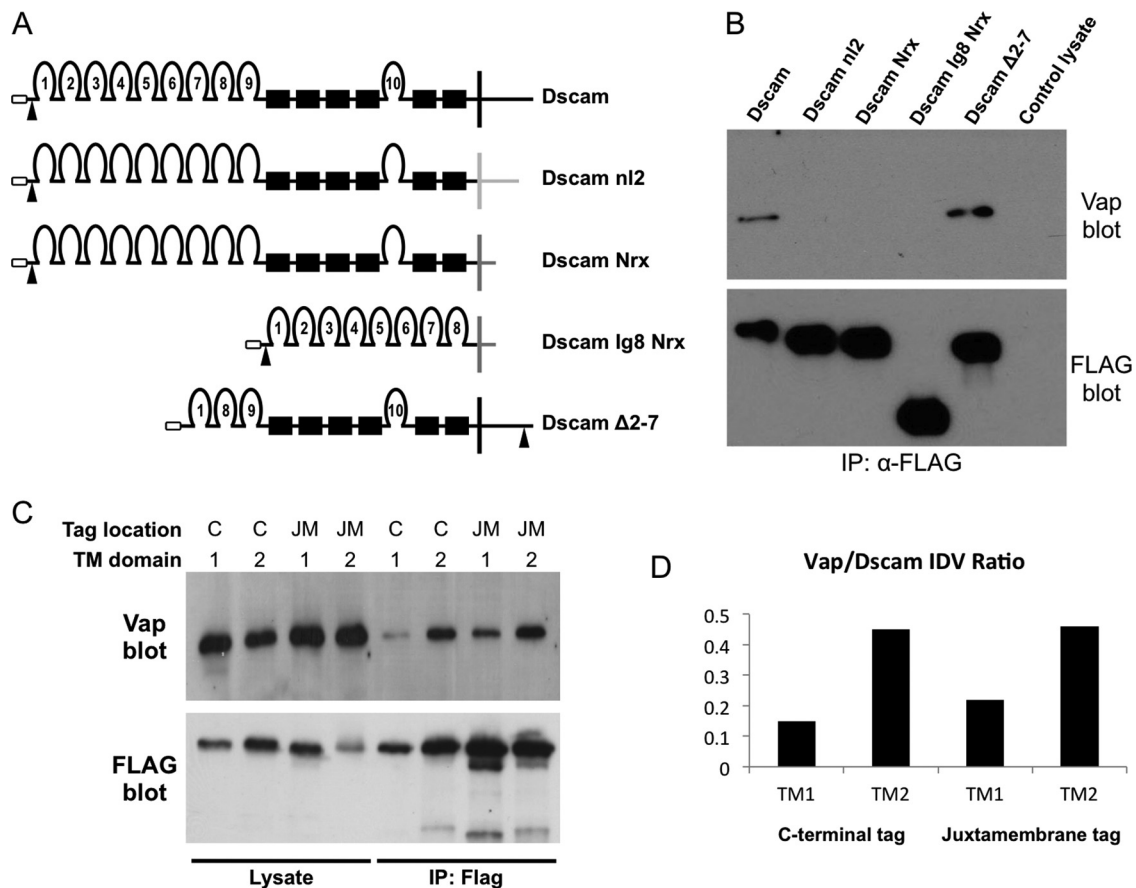 A
1 2 3 4 5 6 7 8 9 10 Dscam
Dscam nl2
Dscam Nrx
1 2 3 4 5 6 7 8 Dscam Ig8 Nrx
1 8 9 10 Dscam Δ2-7
B
Dscam
Dscam nl2
Dscam Nrx
Dscam Ig8 Nrx
Dscam Δ2-7
Control lysate
Vap
blot
FLAG
blot
IP: α-FLAG
C
Tag location C C JM JM C C JM JM
TM domain 1 2 1 2 1 2 1 2
Vap
blot
FLAG
blot
Lysate IP: Flag
D
Vap/Dscam IDV Ratio
0.5
0.4
0.3
0.2
0.1
0
TM1 TM2 TM1 TM2
C-terminal tag Juxtamembrane tag